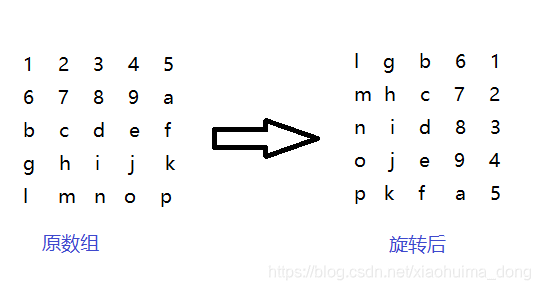 1 2 3 4 5
6 7 8 9 a
b c d e f
g h i j k
l m n o p
原数组
l g b 6 1
m h c 7 2
n i d 8 3
o j e 9 4
p k f a 5
旋转后
https://blog.csdn.net/xiaohuima_dong